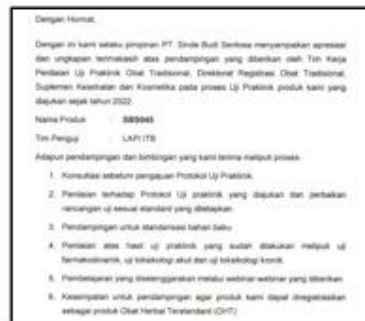 Dengan Hormat,
Dengan ini kami selaku pimpinan PT. Sinde Budi Sentosa menyampaikan apresiasi
dan ungkapan terimakasih atas pendampingan yang diberikan oleh Tim Kerja
Penilaian Uji Praklinik Obat Tradisional, Direktorat Registrasi Obat Tradisional,
Suplemen Kesehatan dan Kosmetika pada proses Uji Praklinik produk kami yang
diajukan sejak tahun 2022.
Nama Produk : SBS045
Tim Penguji : LAPI ITB
Adapun pendampingan dan bimbingan yang kami terima meliputi proses:
1. Konsultasi sebelum pengajuan Protokol Uji Praklinik.
2. Penilaian terhadap Protokol Uji praklinik yang diajukan dan perbaikan
rancangan uji sesuai standard yang ditetapkan.
3. Pendampingan untuk standarisasi bahan baku
4. Penilaian atas hasil uji praklinik yang sudah dilakukan meliputi uji
farmakodinamik, uji toksikologi akut dan uji toksikologi kronik.
5. Pembelajaran yang diselenggarakan melalui webinar-webinar yang diberikan.
6. Kesempatan untuk pendampingan agar produk kami dapat diregistrasikan
sebagai produk Obat Herbal Terstandard (OHT)